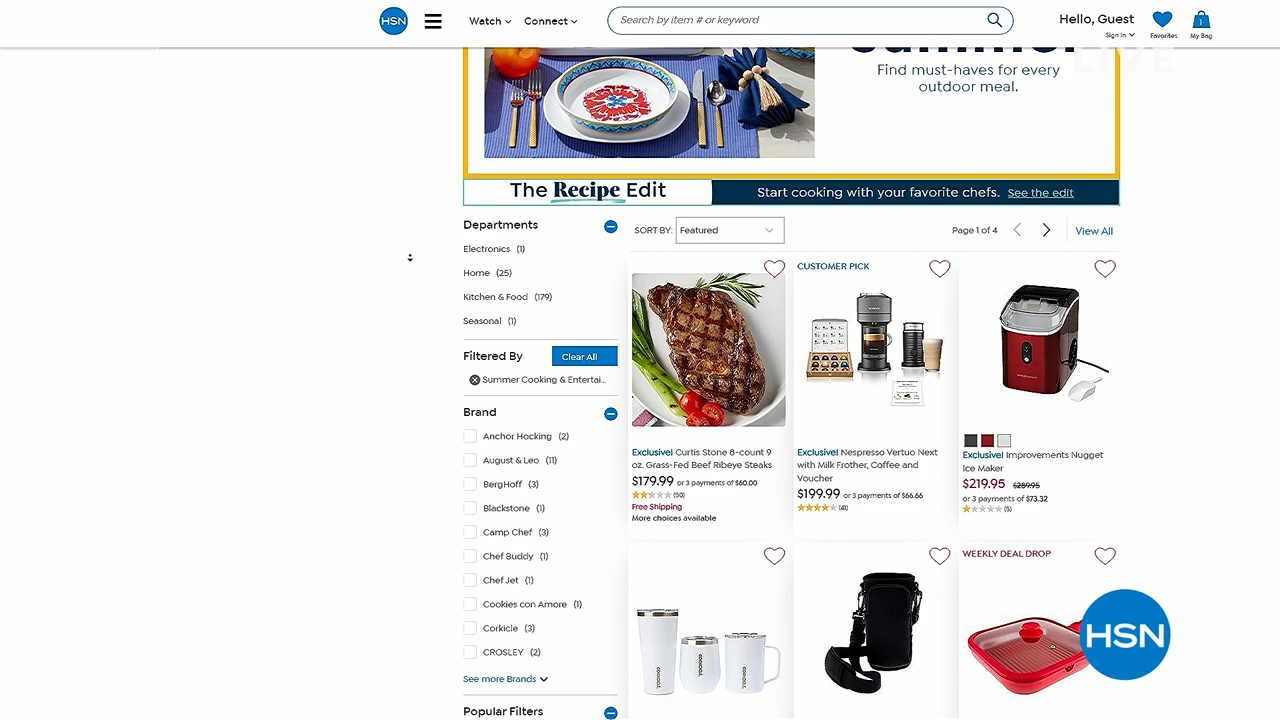 HSN
Watch
Connect
Search by item # or keyword
Hello, Guest
Sign In
Favorites
1
My Bag
summer
LIVE
Find must-haves for every
outdoor meal.
The Recipe Edit
Start cooking with your favorite chefs. See the edit
Departments
Electronics (1)
Home (25)
Kitchen & Food (179)
Seasonal (1)
Filtered By
Clear All
Summer Cooking & Entertai...
Brand
Anchor Hocking (2)
August & Leo (11)
BergHoff (3)
Blackstone (1)
Camp Chef (3)
Chef Buddy (1)
Chef Jet (1)
Cookies con Amore (1)
Corkicle (3)
CROSLEY (2)
See more Brands
Popular Filters
SORT BY: Featured
Page 1 of 4
View All
Exclusive! Curtis Stone 8-count 9
oz. Grass-Fed Beef Ribeye Steaks
$179.99 or 3 payments of $60.00
(50)
Free Shipping
More choices available
CUSTOMER PICK
Exclusive! Nespresso Vertuo Next
with Milk Frother, Coffee and
Voucher
$199.99 or 3 payments of $66.66
(41)
Exclusive! Improvements Nugget
Ice Maker
$219.95 $289.95
or 3 payments of $73.32
(5)
CORKCICLE.
CORKCICLE.
CORKCICLE.
WEEKLY DEAL DROP
HSN